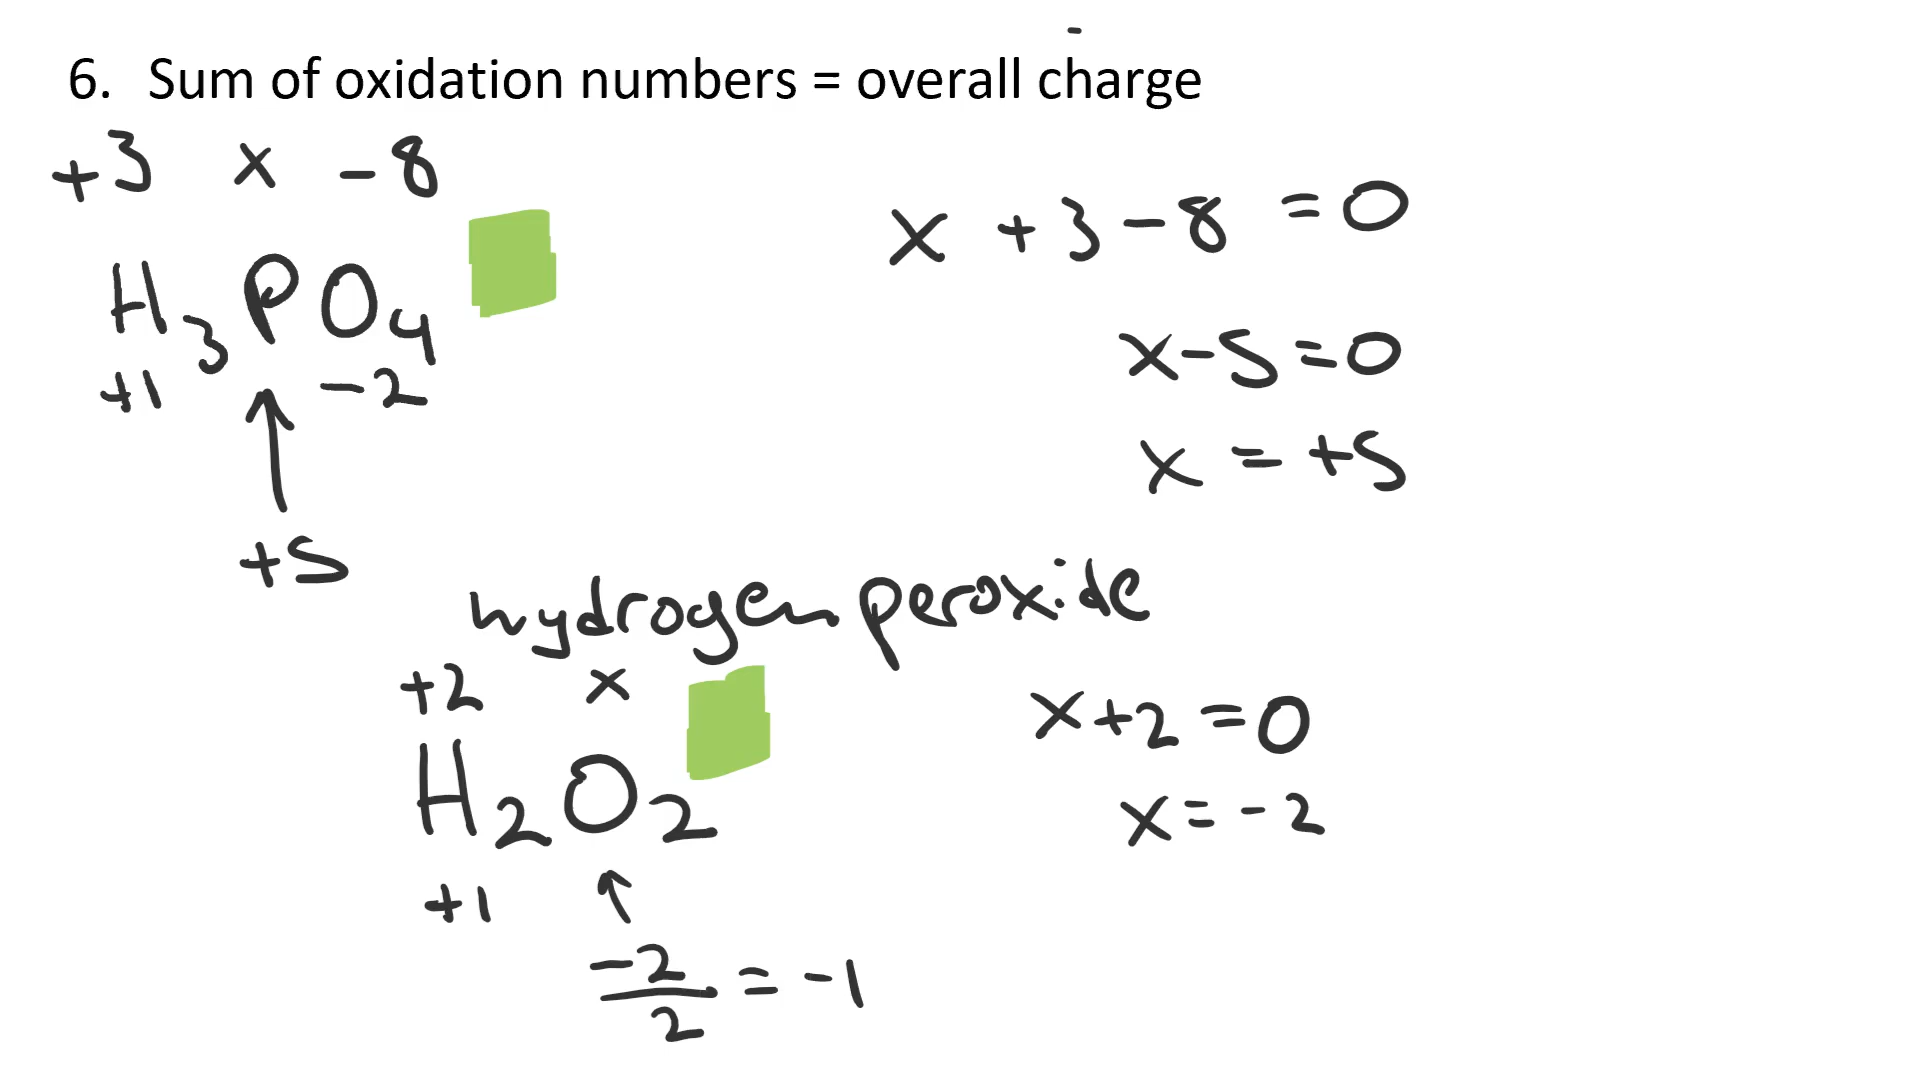 6. Sum of oxidation numbers = overall charge
+3 x -8
H3PO4
+1 -2
+5
x +3-8 =0
x-5=0
x = +5
hydrogen peroxide
+2 x
H2O2
+1
-2/2 = -1
x+2=0
x=-2